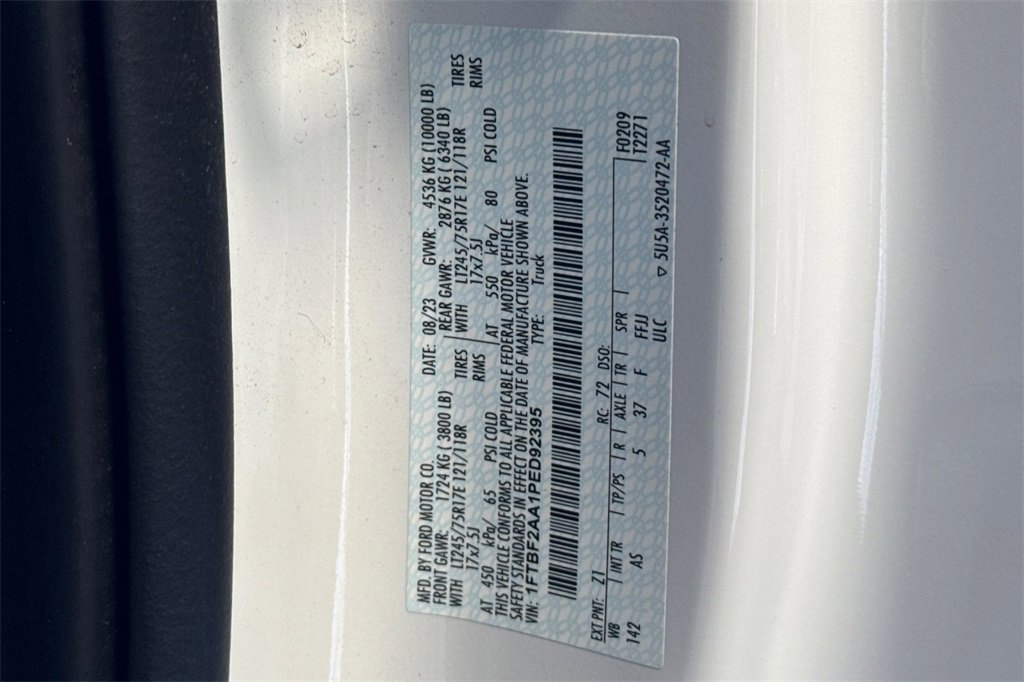 MFD. BY FORD MOTOR CO. DATE: 08/23 GVWR: 4536 KG (10000 LB)
FRONT GAWR: 1724 KG ( 3800 LB) REAR GAWR: 2876 KG ( 6340 LB)
WITH LT245/75R17E 121/118R TIRES WITH LT245/75R17E 121/118R TIRES
17x7.5J RIMS 17x7.5J RIMS
AT 450 kPa/ 65 PSI COLD AT 550 kPa/ 80 PSI COLD
THIS VEHICLE CONFORMS TO ALL APPLICABLE FEDERAL MOTOR VEHICLE
SAFETY STANDARDS IN EFFECT ON THE DATE OF MANUFACTURE SHOWN ABOVE.
VIN: 1FTBF2AA1PED92395 TYPE: Truck
EXT PNT: Z1 RC: 72 DSO: F0209
WB INT TR TP/PS R AXLE TR SPR T2271
142 AS 5 37 F FFJJ
ULC ▽ 5U5A-3520472-AA